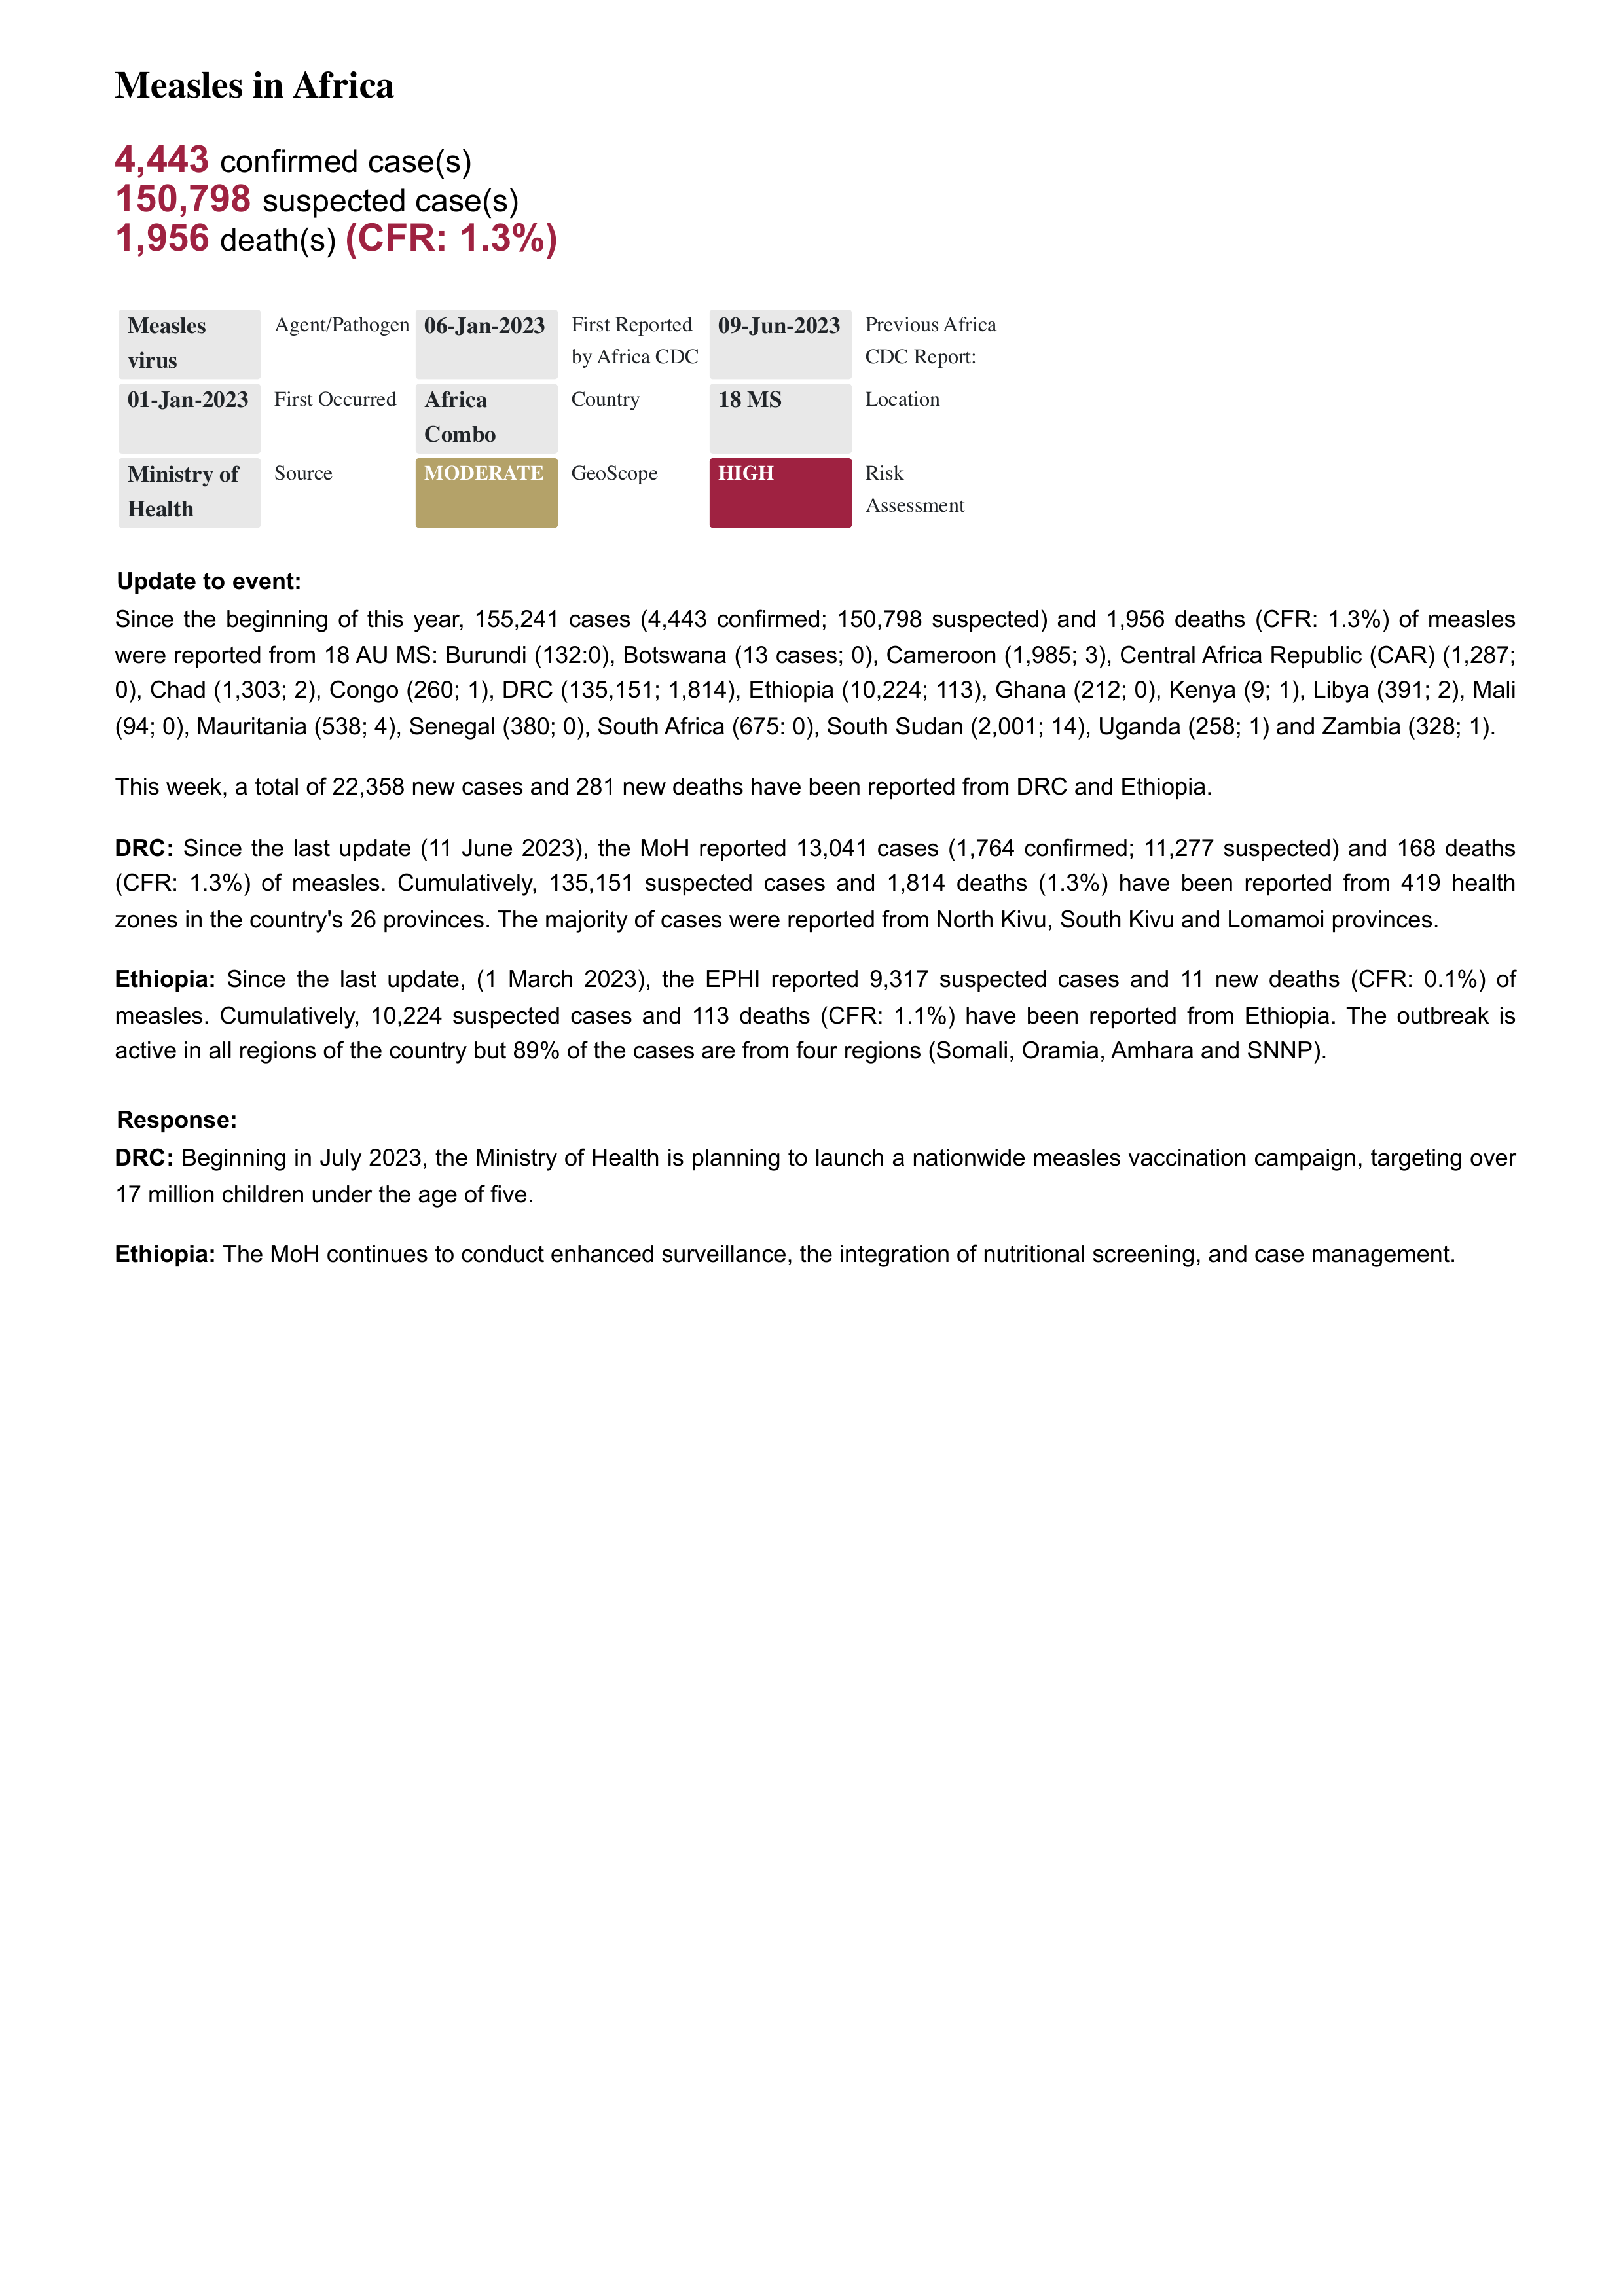 Measles in Africa
4,443 confirmed case(s)
150,798 suspected case(s)
1,956 death(s) (CFR: 1.3%)
Measles
virus
Agent/Pathogen
06-Jan-2023
First Reported
by Africa CDC
09-Jun-2023
Previous Africa
CDC Report:
01-Jan-2023
First Occurred
Africa
Combo
Country
18 MS
Location
Ministry of
Health
Source
MODERATE
GeoScope
HIGH
Risk
Assessment
Update to event:
Since the beginning of this year, 155,241 cases (4,443 confirmed; 150,798 suspected) and 1,956 deaths (CFR: 1.3%) of measles
were reported from 18 AU MS: Burundi (132:0), Botswana (13 cases; 0), Cameroon (1,985; 3), Central Africa Republic (CAR) (1,287;
0), Chad (1,303; 2), Congo (260; 1), DRC (135,151; 1,814), Ethiopia (10,224; 113), Ghana (212; 0), Kenya (9; 1), Libya (391; 2), Mali
(94; 0), Mauritania (538; 4), Senegal (380; 0), South Africa (675: 0), South Sudan (2,001; 14), Uganda (258; 1) and Zambia (328; 1).
This week, a total of 22,358 new cases and 281 new deaths have been reported from DRC and Ethiopia.
DRC: Since the last update (11 June 2023), the MoH reported 13,041 cases (1,764 confirmed; 11,277 suspected) and 168 deaths
(CFR: 1.3%) of measles. Cumulatively, 135,151 suspected cases and 1,814 deaths (1.3%) have been reported from 419 health
zones in the country's 26 provinces. The majority of cases were reported from North Kivu, South Kivu and Lomamoi provinces.
Ethiopia: Since the last update, (1 March 2023), the EPHI reported 9,317 suspected cases and 11 new deaths (CFR: 0.1%) of
measles. Cumulatively, 10,224 suspected cases and 113 deaths (CFR: 1.1%) have been reported from Ethiopia. The outbreak is
active in all regions of the country but 89% of the cases are from four regions (Somali, Oramia, Amhara and SNNP).
Response:
DRC: Beginning in July 2023, the Ministry of Health is planning to launch a nationwide measles vaccination campaign, targeting over
17 million children under the age of five.
Ethiopia: The MoH continues to conduct enhanced surveillance, the integration of nutritional screening, and case management.